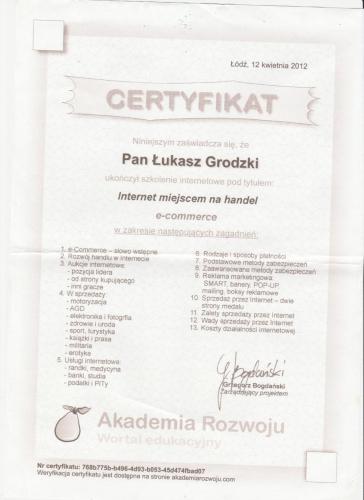 Łódź, 12 kwietnia 2012
CERTYFIKAT
Niniejszym zaświadcza się, że
Pan Łukasz Grodzki
ukończył szkolenie internetowe pod tytułem:
Internet miejscem na handel
e-commerce
w zakresie następujących zagadnień:
1. e-Commerce – słowo wstępne
2. Rozwój handlu w internecie
3. Aukcje internetowe:
- pozycja lidera
- od strony kupującego
- inni gracze
4. W sprzedaży:
- motoryzacja
- AGD
- elektronika i fotogrfia
- zdrowie i uroda
- sport, turystyka
- książki i prasa
- militaria
- erotyka
5. Usługi internetowe:
- randki, medycyna
- banki, studia
- podatki i PITy
6. Rodzaje i sposoby płatności
7. Podstawowe metody zabezpieczeń
8. Zaawansowane metody zabezpieczeń
9. Reklama marketingowa:
SMART, banery, POP-UP,
mailing, boksy reklamowe
10. Sprzedaż przez internet – dwie
strony medalu
11. Zalety sprzedaży przez Internet
12. Wady sprzedaży przez Internet
13. Koszty działalności internetowej
G. Bogdański
Grzegorz Bogdański
Zarządzający projektem
Akademia Rozwoju
Wortal edukacyjny
Nr certyfikatu: 768b775b-b496-4d93-b053-45d474fbad07
Weryfikacja certyfikatu jest dostępna na stronie akademiarozwoju.com